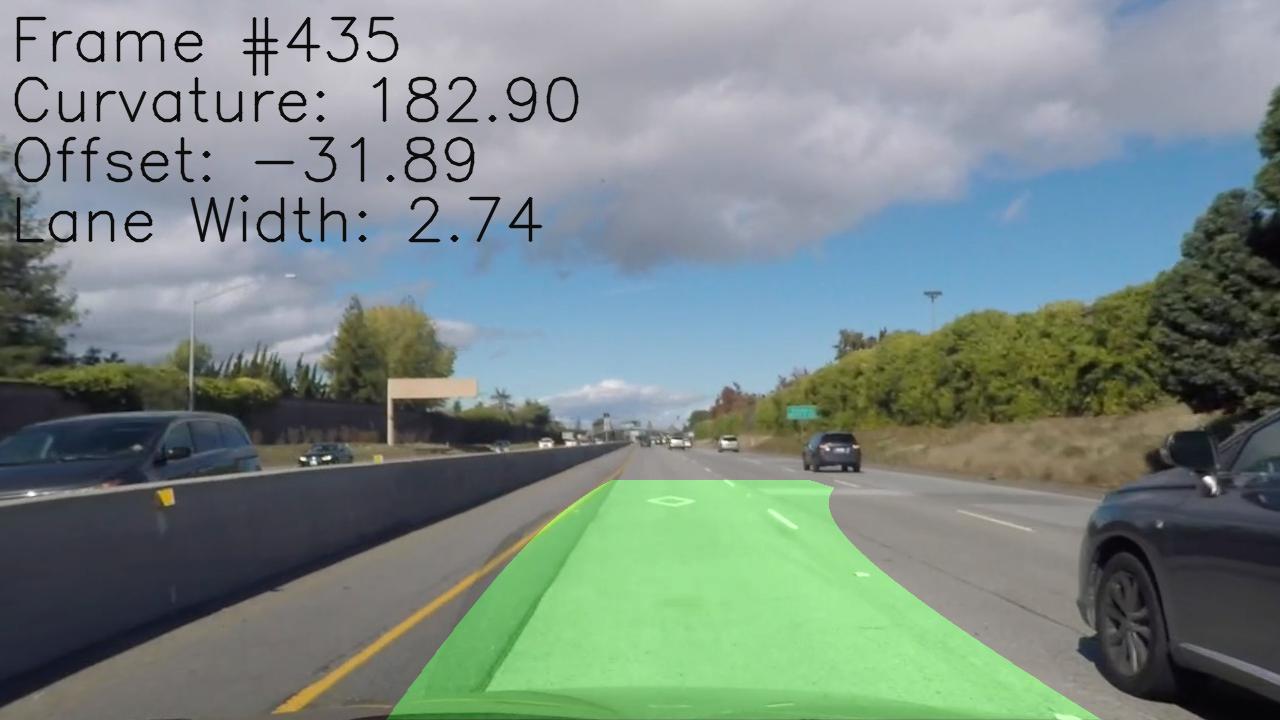 Frame #435
Curvature: 182.90
Offset: -31.89
Lane Width: 2.74